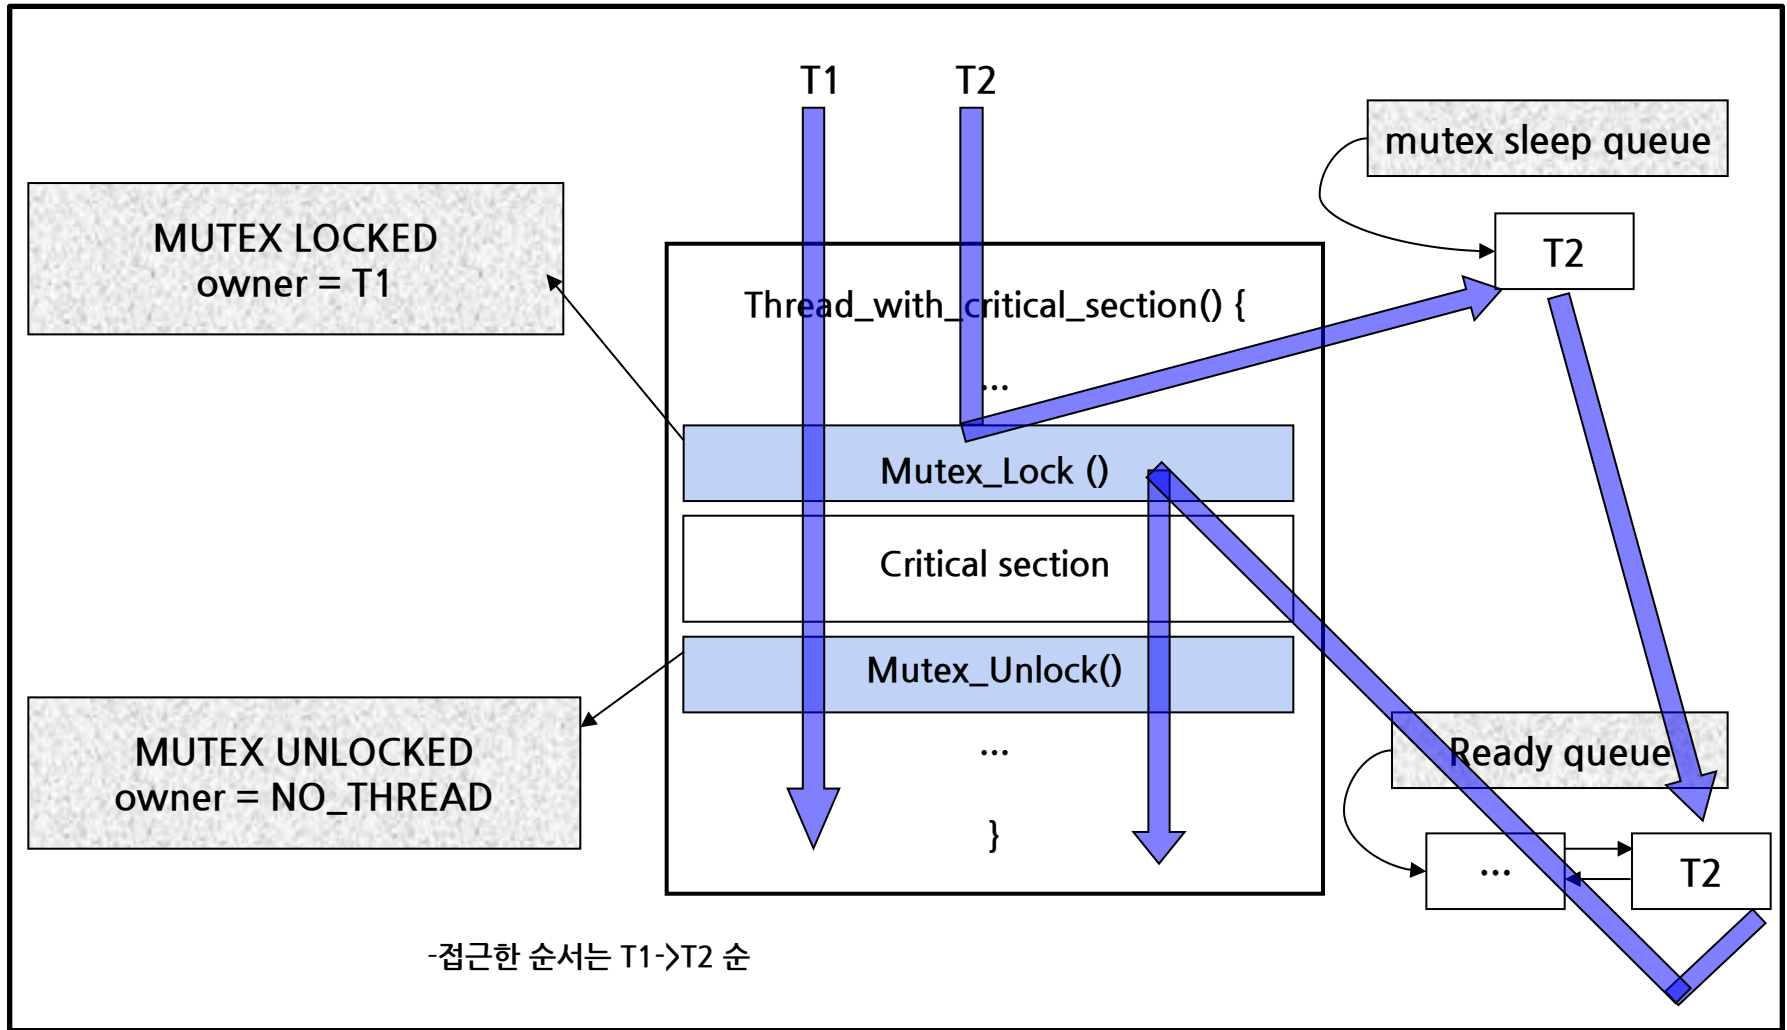 T1
T2
mutex sleep queue
MUTEX LOCKED
owner = T1
T2
Thread_with_critical_section() {
...
Mutex_Lock ()
Critical section
Mutex_Unlock()
MUTEX UNLOCKED
owner = NO_THREAD
...
}
Ready queue
...
T2
-접근한 순서는 T1->T2 순